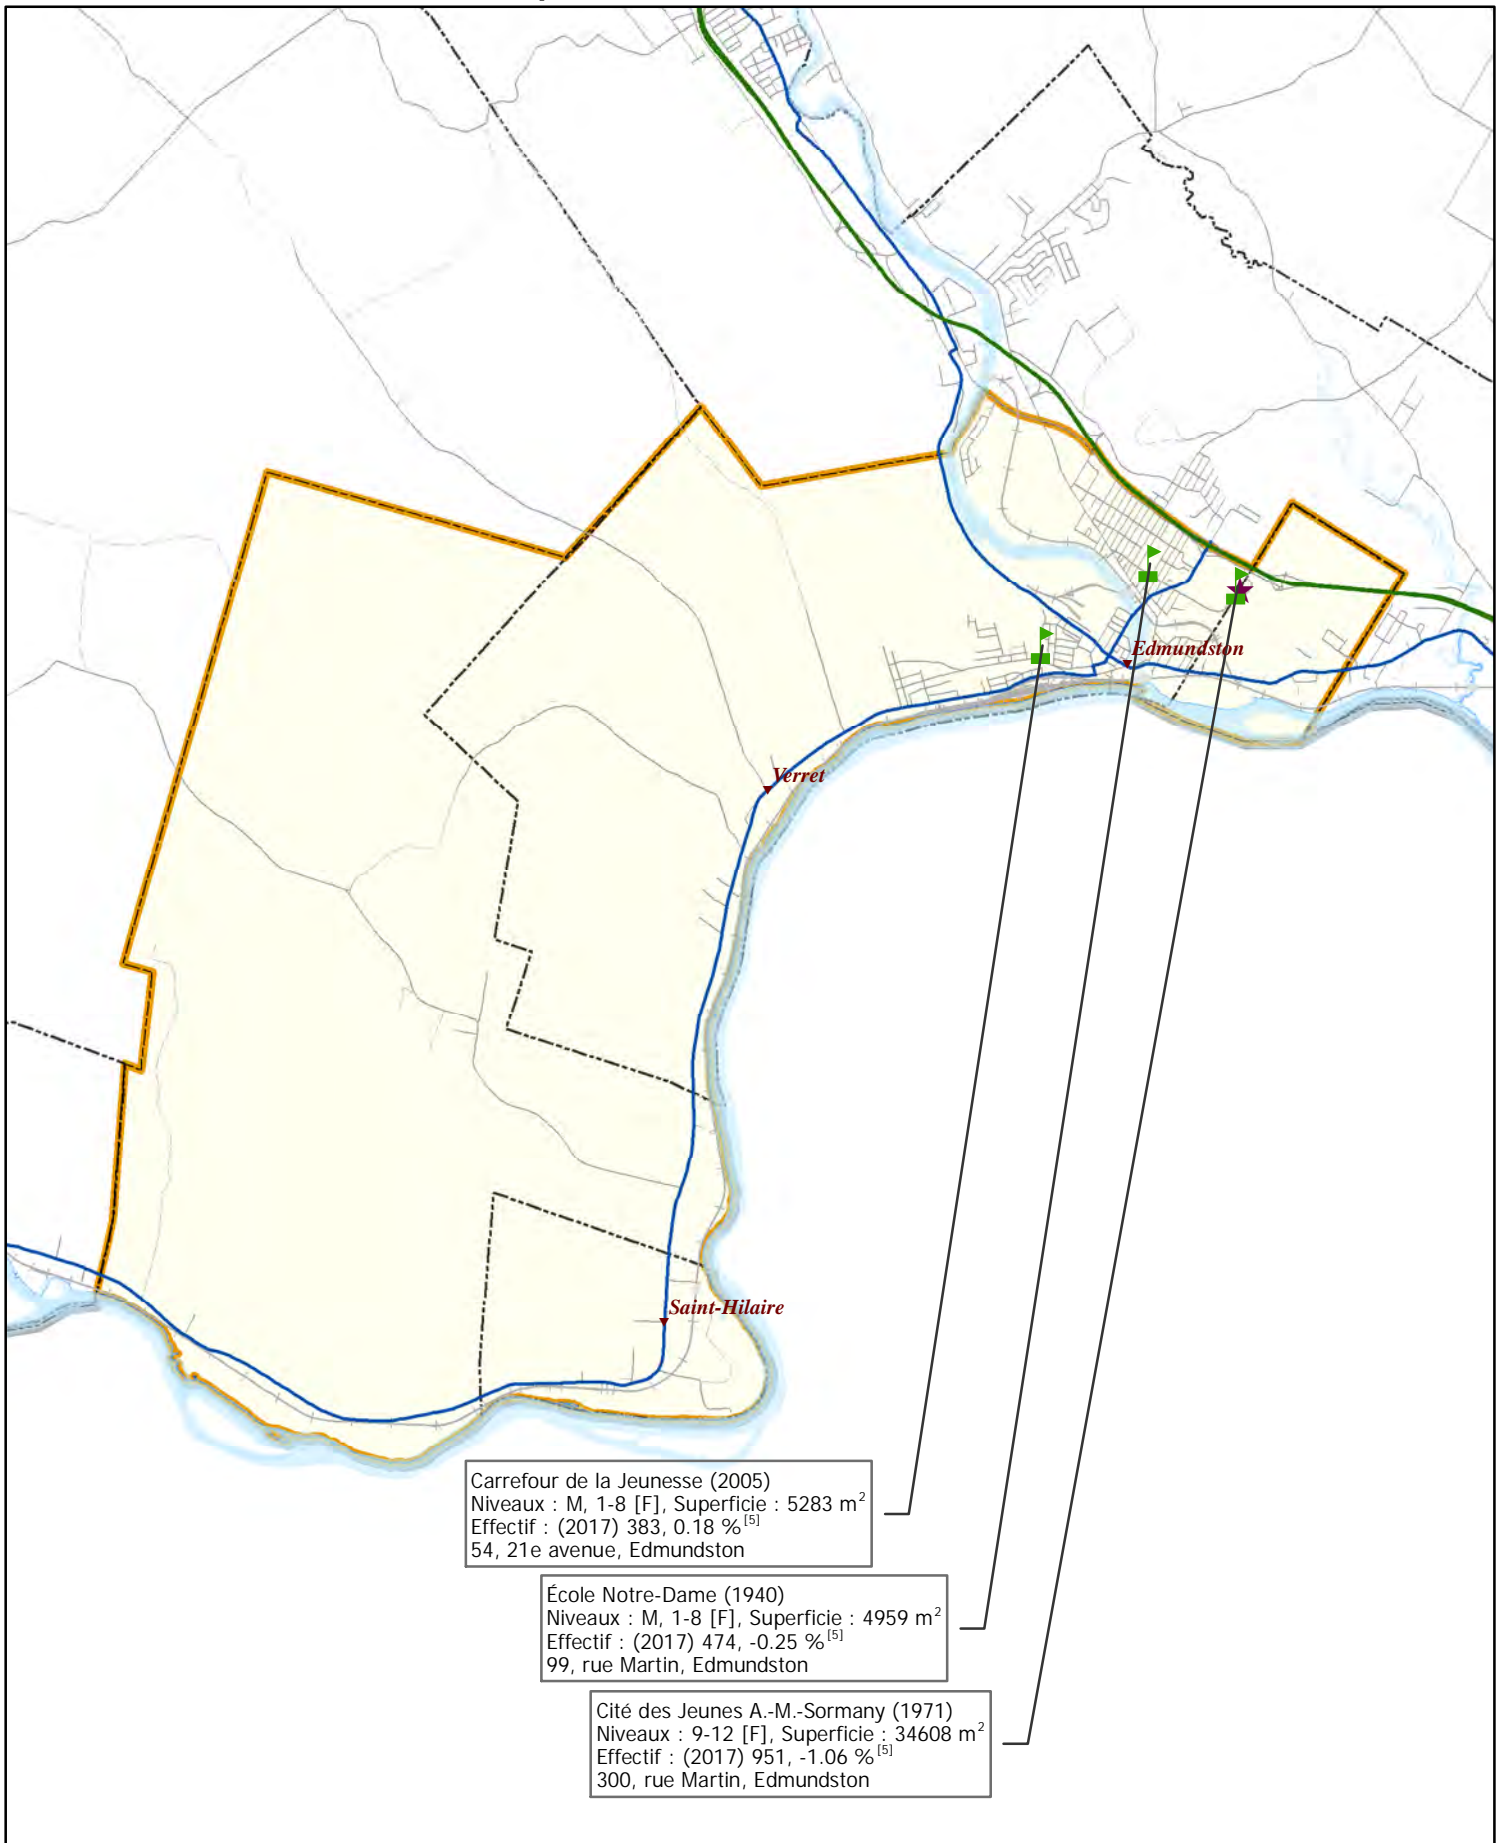 Edmundston
Verret
Saint-Hilaire
Carrefour de la Jeunesse (2005)
Niveaux : M, 1-8 [F], Superficie : 5283 m²
Effectif : (2017) 383, 0.18 % [5]
54, 21e avenue, Edmundston
École Notre-Dame (1940)
Niveaux : M, 1-8 [F], Superficie : 4959 m²
Effectif : (2017) 474, -0.25 % [5]
99, rue Martin, Edmundston
Cité des Jeunes A.-M.-Sormany (1971)
Niveaux : 9-12 [F], Superficie : 34608 m²
Effectif : (2017) 951, -1.06 % [5]
300, rue Martin, Edmundston